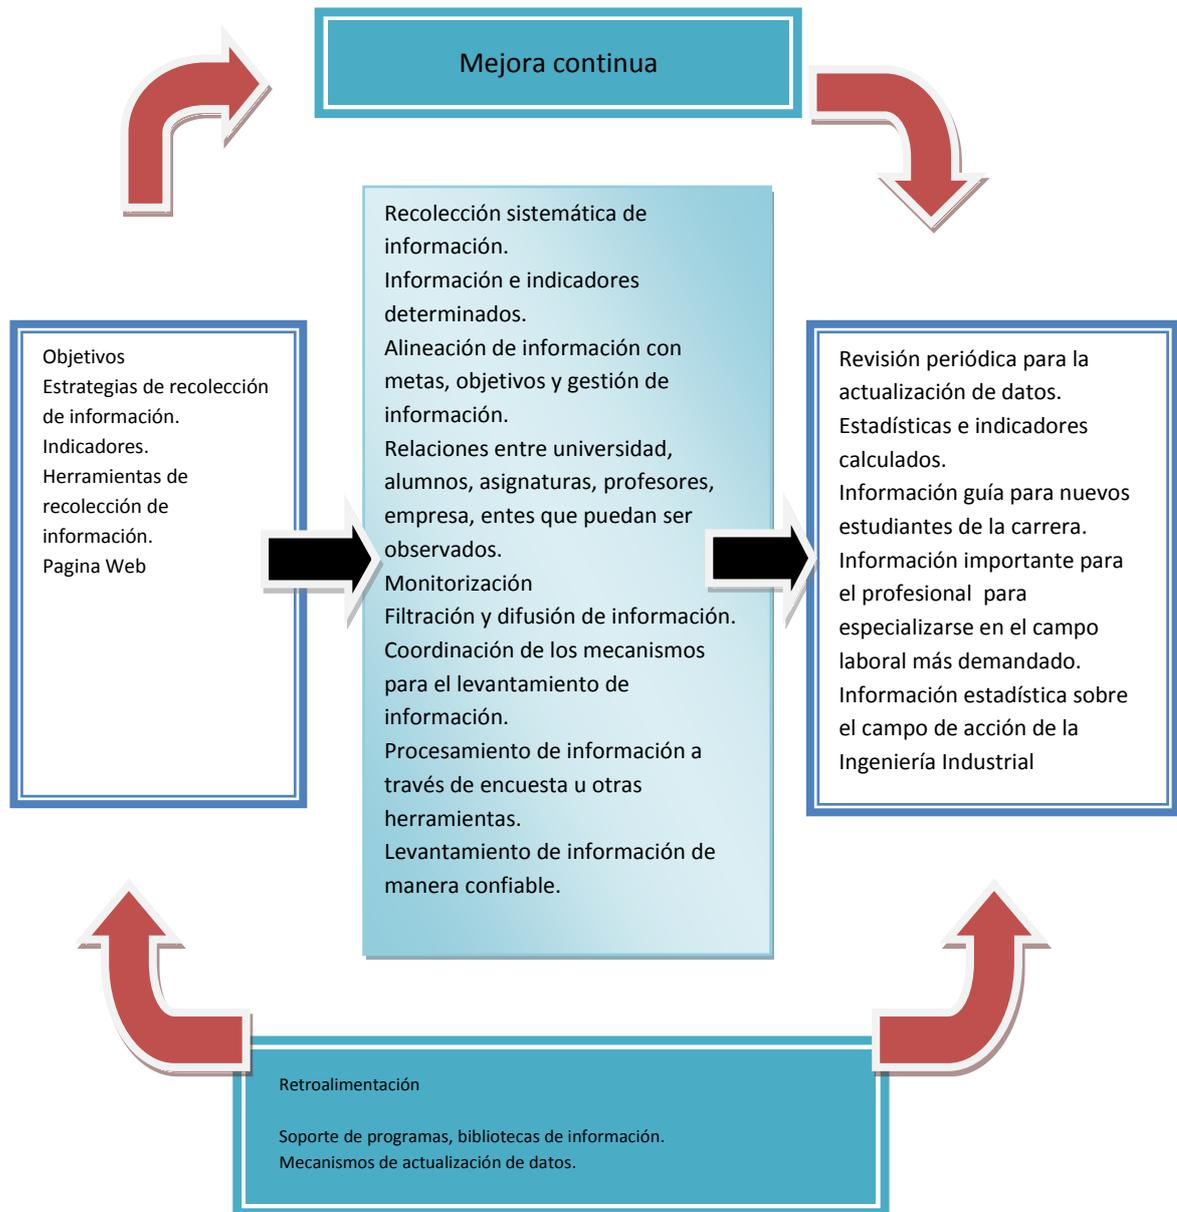 Mejora continua
Objetivos
Estrategias de recolección
de información.
Indicadores.
Herramientas de
recolección de
información.
Pagina Web
Recolección sistemática de
información.
Información e indicadores
determinados.
Alineación de información con
metas, objetivos y gestión de
información.
Relaciones entre universidad,
alumnos, asignaturas, profesores,
empresa, entes que puedan ser
observados.
Monitorización
Filtración y difusión de información.
Coordinación de los mecanismos
para el levantamiento de
información.
Procesamiento de información a
través de encuesta u otras
herramientas.
Levantamiento de información de
manera confiable.
Revisión periódica para la
actualización de datos.
Estadísticas e indicadores
calculados.
Información guía para nuevos
estudiantes de la carrera.
Información importante para
el profesional  para
especializarse en el campo
laboral más demandado.
Información estadística sobre
el campo de acción de la
Ingeniería Industrial
Retroalimentación
Soporte de programas, bibliotecas de información.
Mecanismos de actualización de datos.